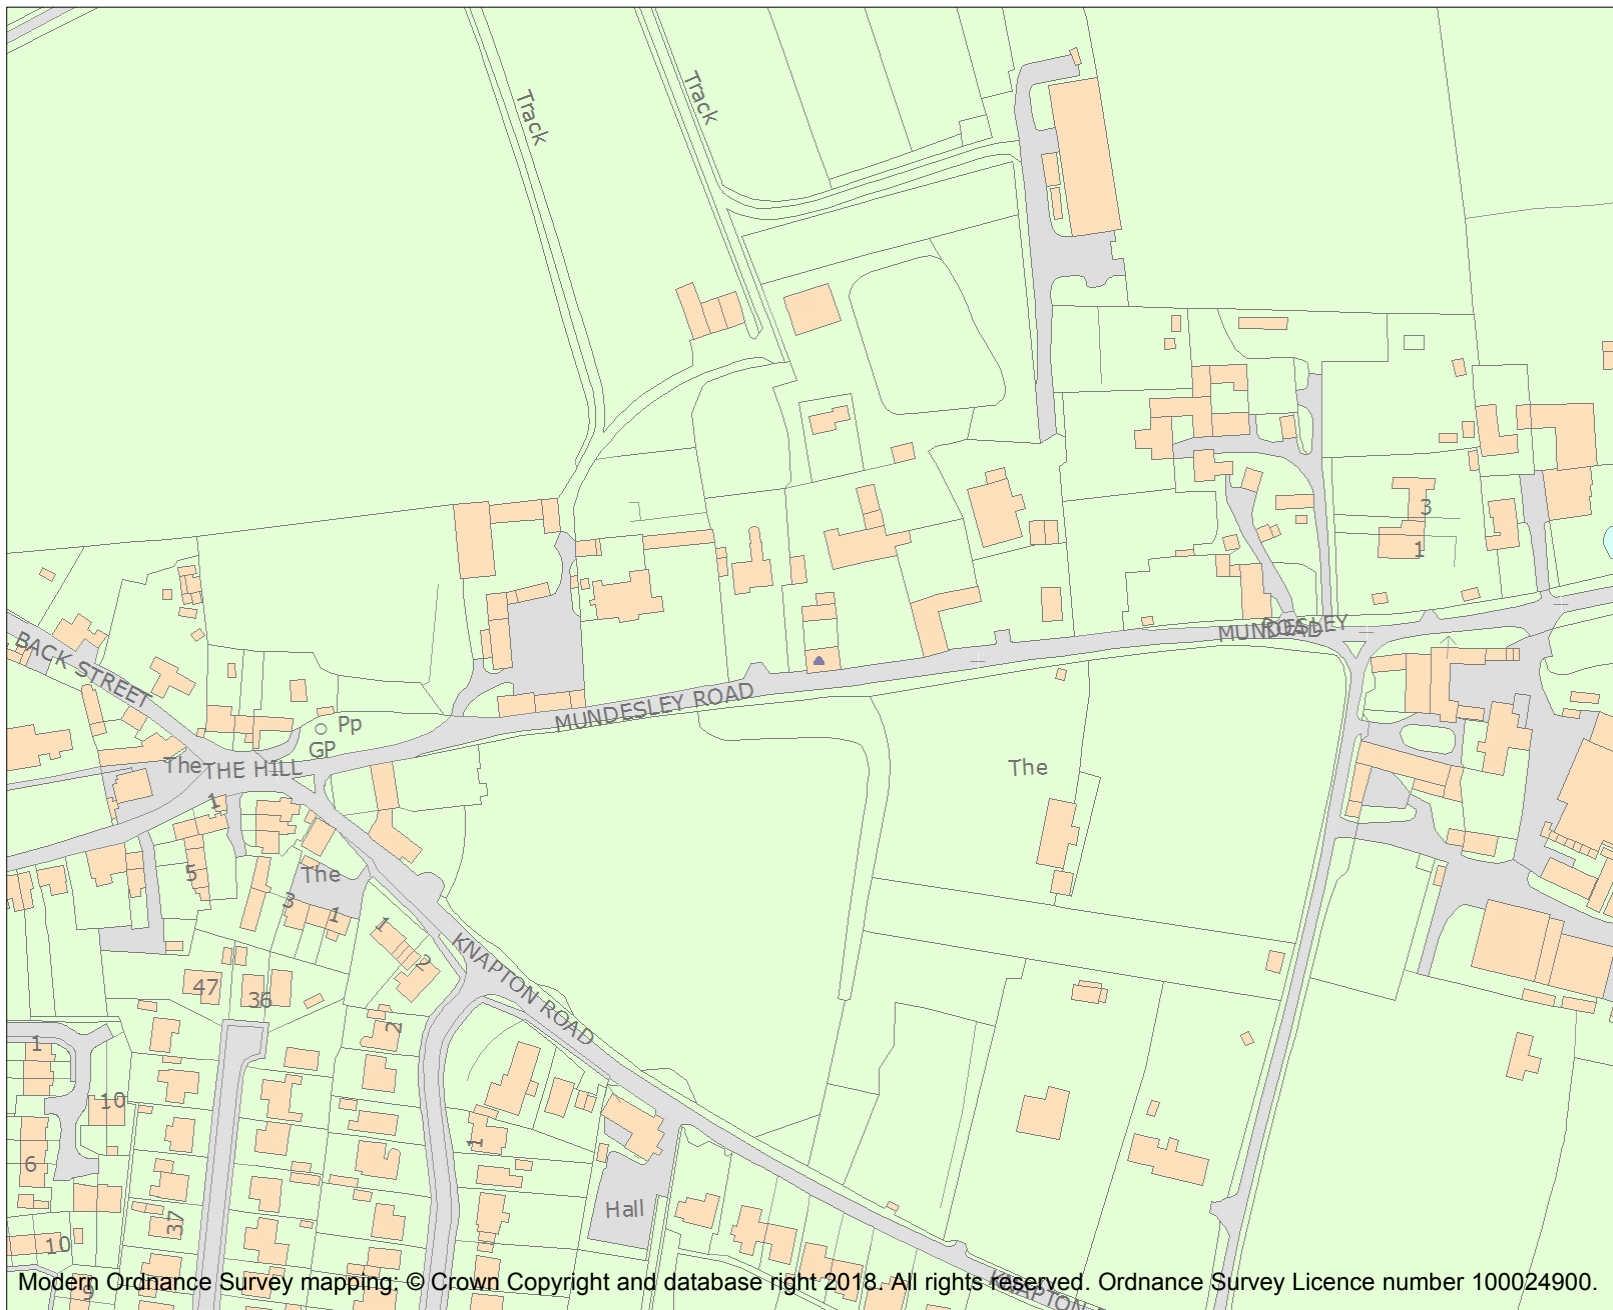 Track
Track
BACK STREET
MUNDESLEY ROAD
MUNDESLEY
ROAD
3
1
Pp
GP
The
THE HILL
The
1
5
The
3
1
1
2
KNAPTON ROAD
47
36
2
1
10
1
6
Hall
37
10
9
KNAPTON
Modern Ordnance Survey mapping: © Crown Copyright and database right 2018. All rights reserved. Ordnance Survey Licence number 100024900.